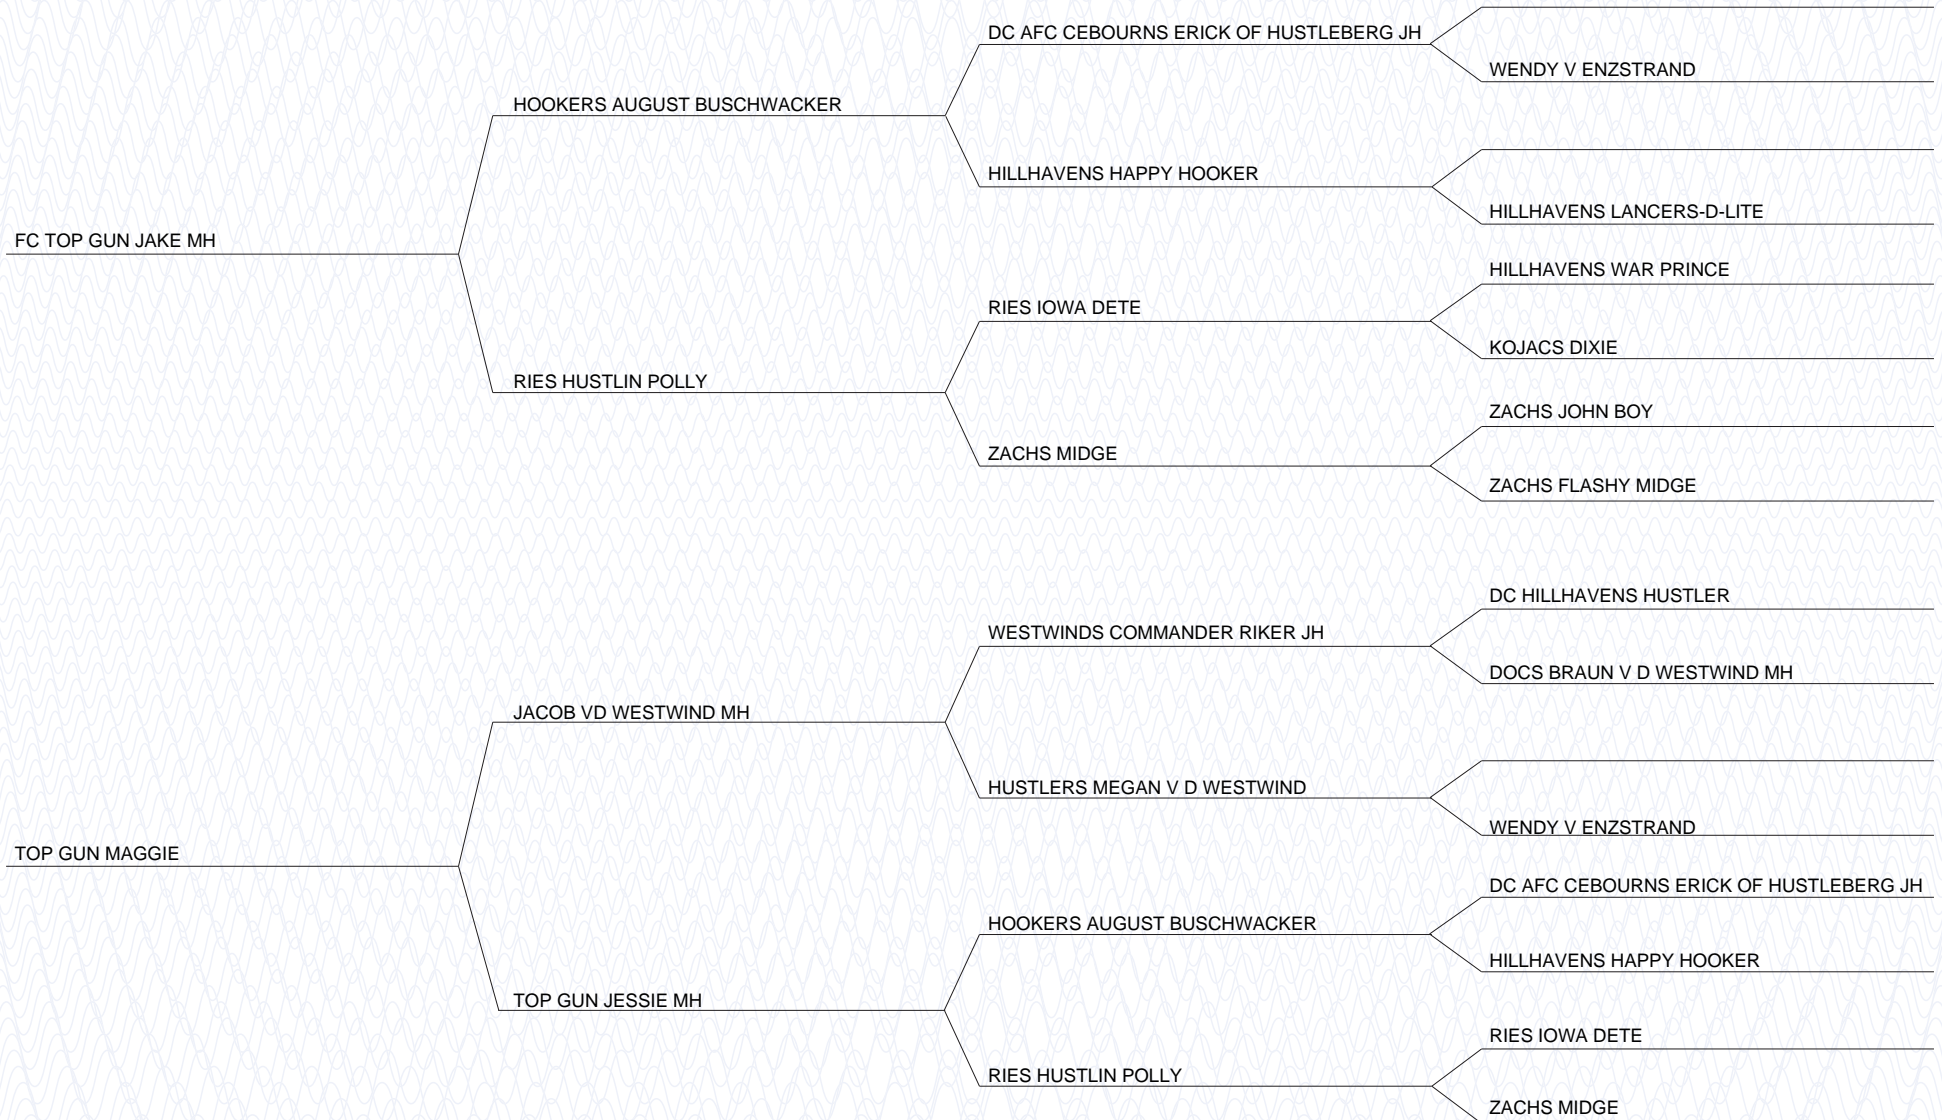 DC AFC CEBOURNS ERICK OF HUSTLEBERG JH
WENDY V ENZSTRAND
HOOKERS AUGUST BUSCHWACKER
HILLHAVENS HAPPY HOOKER
HILLHAVENS LANCERS-D-LITE
FC TOP GUN JAKE MH
HILLHAVENS WAR PRINCE
RIES IOWA DETE
KOJACS DIXIE
RIES HUSTLIN POLLY
ZACHS JOHN BOY
ZACHS MIDGE
ZACHS FLASHY MIDGE
DC HILLHAVENS HUSTLER
WESTWINDS COMMANDER RIKER JH
DOCS BRAUN V D WESTWIND MH
JACOB VD WESTWIND MH
HUSTLERS MEGAN V D WESTWIND
WENDY V ENZSTRAND
TOP GUN MAGGIE
DC AFC CEBOURNS ERICK OF HUSTLEBERG JH
HOOKERS AUGUST BUSCHWACKER
HILLHAVENS HAPPY HOOKER
TOP GUN JESSIE MH
RIES IOWA DETE
RIES HUSTLIN POLLY
ZACHS MIDGE